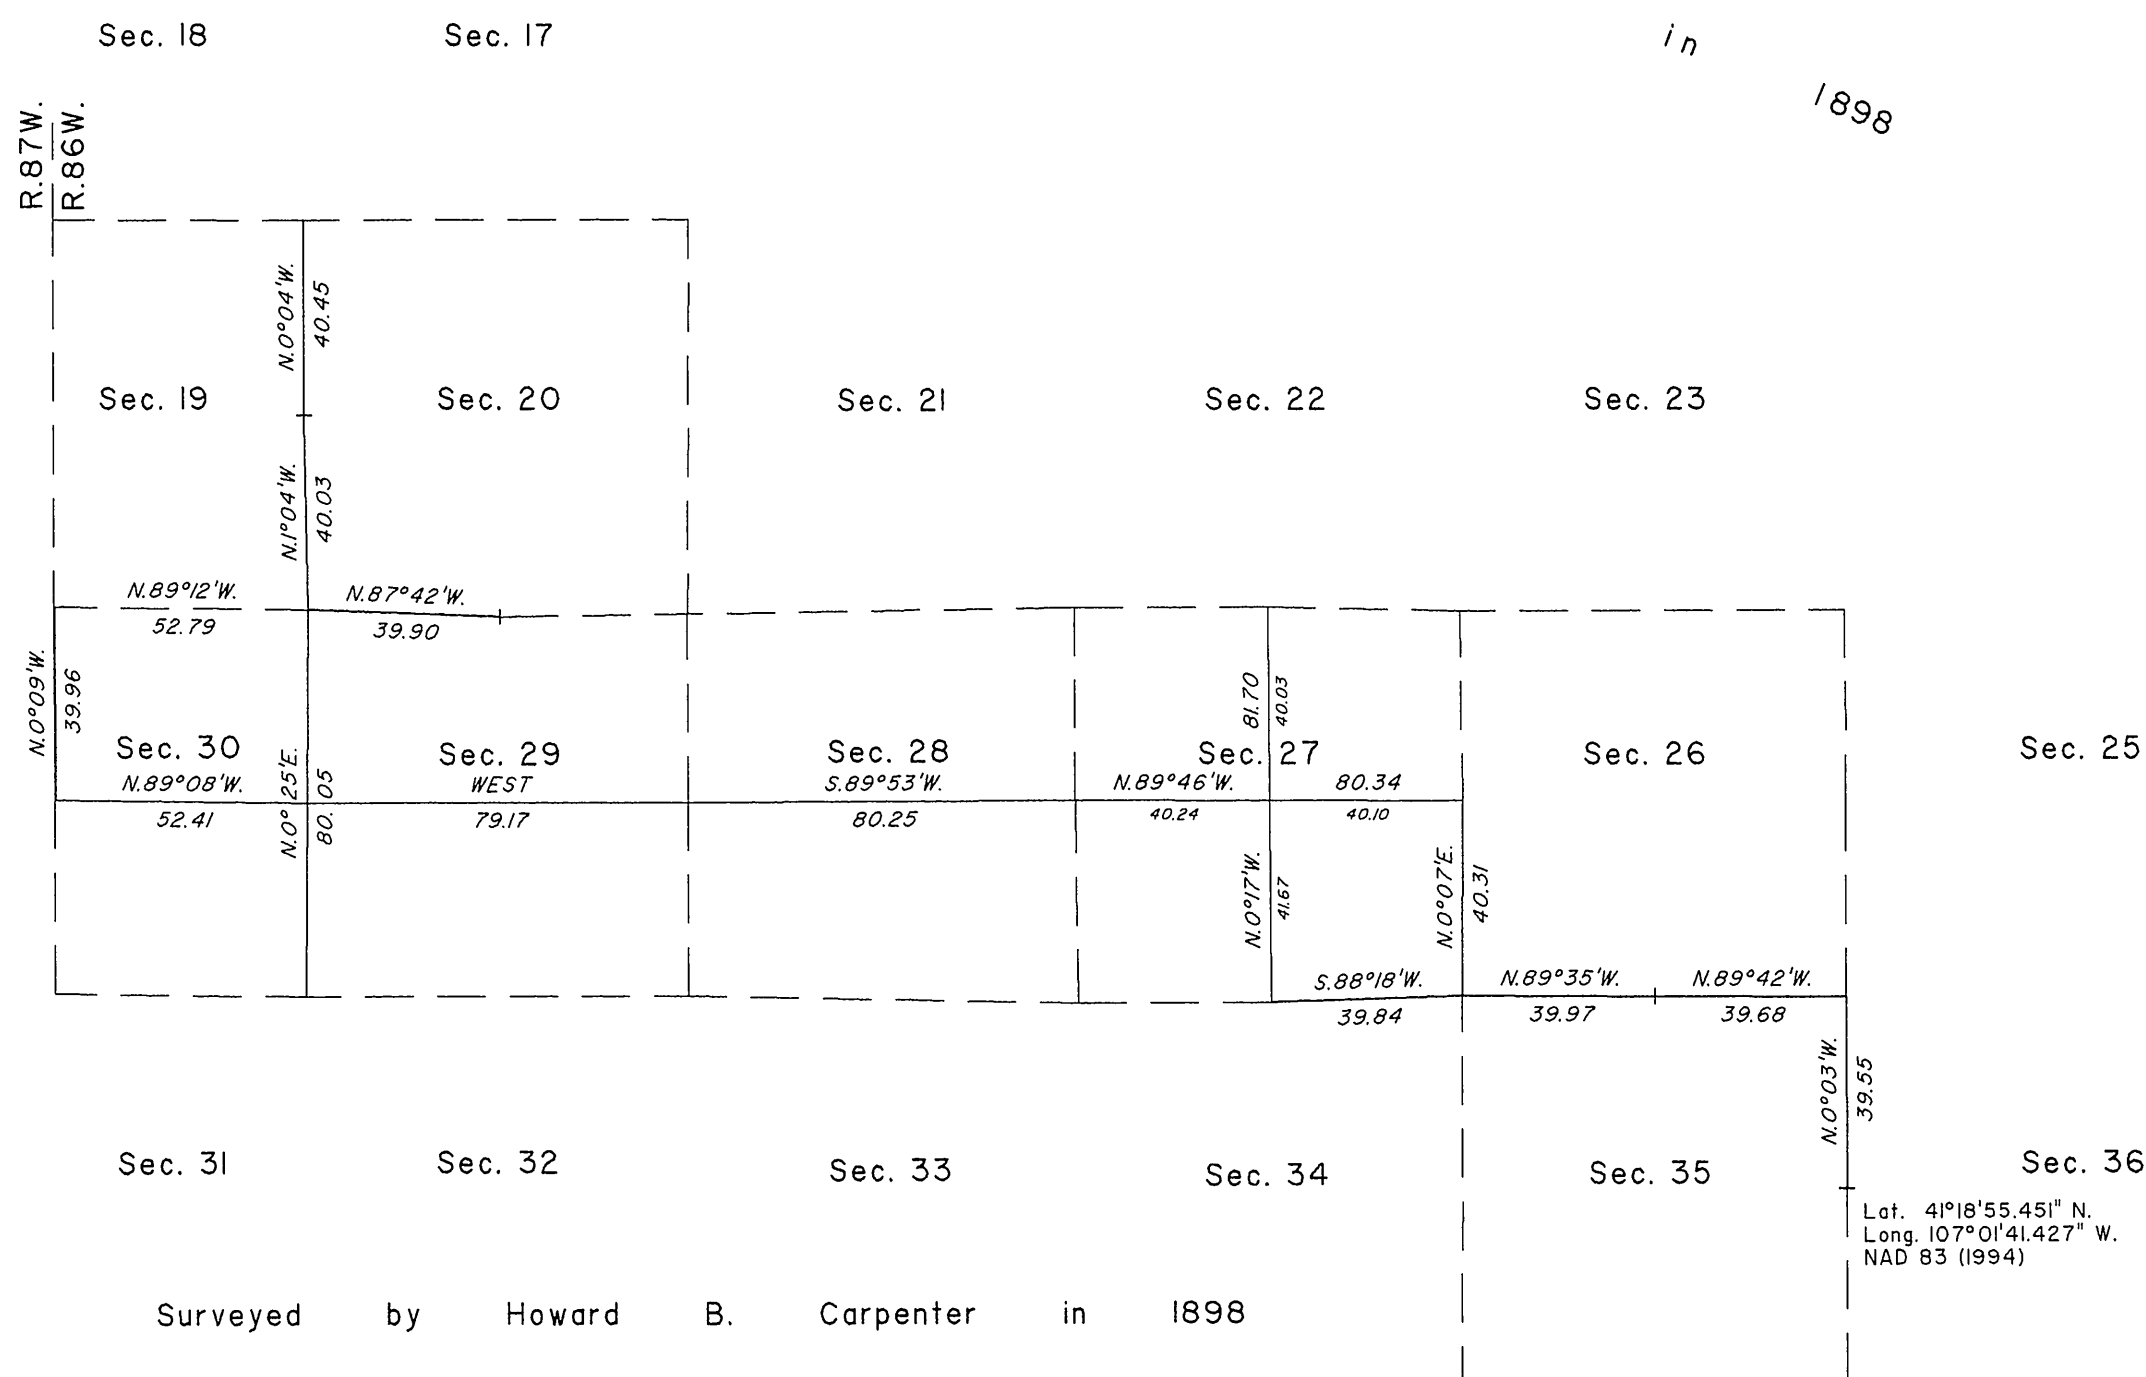 Sec. 18
Sec. 17
in
1898
R.87W.
R.86W.
N.0°04'W.
40.45
Sec. 19
Sec. 20
Sec. 21
Sec. 22
Sec. 23
N.1°04'W.
40.03
N.89°12'W.
52.79
N.87°42'W.
39.90
N.0°09'W.
39.96
81.70
40.03
Sec. 30
Sec. 29
Sec. 28
Sec. 27
Sec. 26
Sec. 25
N.89°08'W.
52.41
N.0°25'E.
80.05
WEST
79.17
S.89°53'W.
80.25
N.89°46'W.
40.24
80.34
40.10
N.0°17'W.
41.67
N.0°07'E.
40.31
S.88°18'W.
39.84
N.89°35'W.
39.97
N.89°42'W.
39.68
N.0°03'W.
39.55
Sec. 31
Sec. 32
Sec. 33
Sec. 34
Sec. 35
Sec. 36
Lat. 41°18'55.451" N.
Long. 107°01'41.427" W.
NAD 83 (1994)
Surveyed by Howard B. Carpenter in 1898